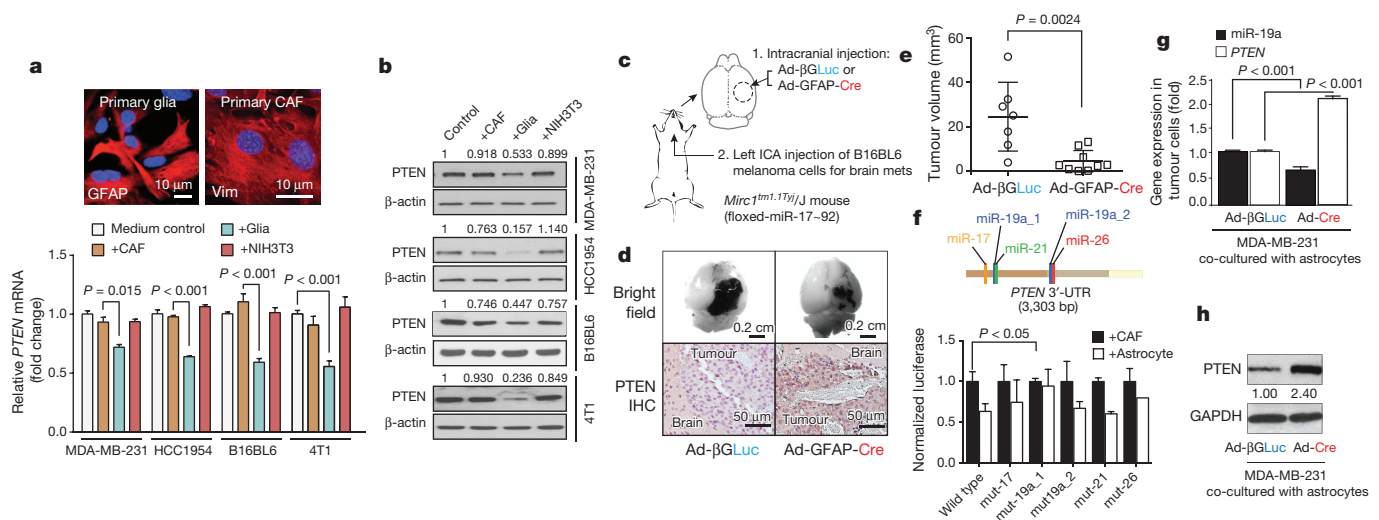 a
Primary glia
GFAP
10 μm
Primary CAF
Vim
10 μm
Medium control
+Glia
+CAF
+NIH3T3
Relative PTEN mRNA
(fold change)
1.5
1.0
0.5
0.0
P = 0.015
P < 0.001
P < 0.001
P < 0.001
MDA-MB-231 HCC1954 B16BL6 4T1
b
Control +CAF +Glia +NIH3T3
1 0.918 0.533 0.899
PTEN
β-actin
MDA-MB-231
1 0.763 0.157 1.140
PTEN
β-actin
HCC1954
1 0.746 0.447 0.757
PTEN
β-actin
B16BL6
1 0.930 0.236 0.849
PTEN
β-actin
4T1
c
1. Intracranial injection:
Ad-βGLuc or
Ad-GFAP-Cre
2. Left ICA injection of B16BL6
melanoma cells for brain mets
Mirc1tm1.1Tyj/J mouse
(floxed-miR-17~92)
d
Bright
field
0.2 cm
0.2 cm
PTEN
IHC
Tumour
Brain
50 μm
Brain
Tumour
50 μm
Ad-βGLuc Ad-GFAP-Cre
e
P = 0.0024
Tumour volume (mm3)
60
40
20
0
Ad-βGLuc Ad-GFAP-Cre
f
miR-19a_1 miR-19a_2
miR-17 miR-21 miR-26
PTEN 3′-UTR
(3,303 bp)
+CAF
+Astrocyte
P < 0.05
Normalized luciferase
1.5
1.0
0.5
0.0
Wild type
mut-17
mut-19a_1
mut19a_2
mut-21
mut-26
g
miR-19a
PTEN
P < 0.001
P < 0.001
Gene expression in
tumour cells (fold)
2.5
2.0
1.5
1.0
0.5
0.0
Ad-βGLuc Ad-Cre
MDA-MB-231
co-cultured with astrocytes
h
PTEN
1.00 2.40
GAPDH
Ad-βGLuc Ad-Cre
MDA-MB-231
co-cultured with astrocytes